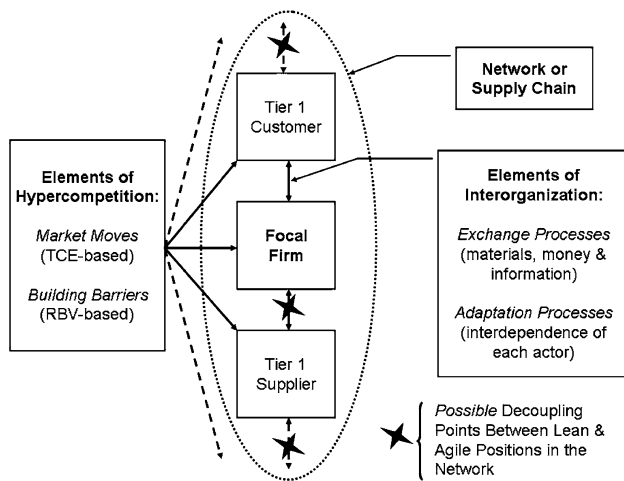 Network or
Supply Chain
Tier 1
Customer
Elements of
Hypercompetition:
Market Moves
(TCE-based)
Building Barriers
(RBV-based)
Focal
Firm
Elements of
Interorganization:
Exchange Processes
(materials, money &
information)
Adaptation Processes
(interdependence of
each actor)
Tier 1
Supplier
Possible Decoupling
Points Between Lean &
Agile Positions in the
Network